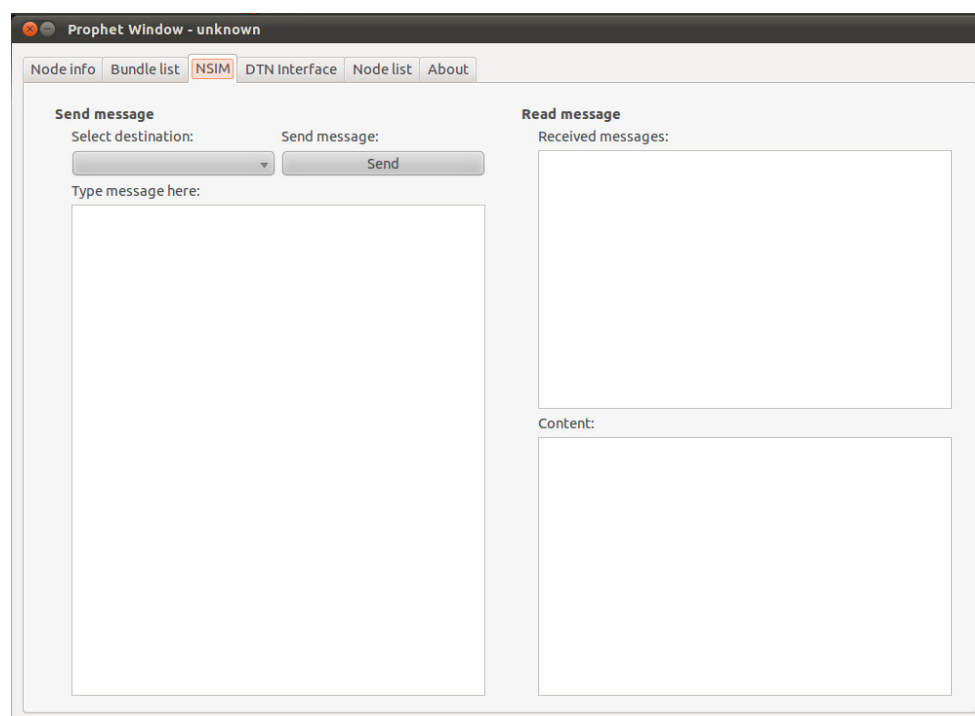 Prophet Window - unknown
Node info Bundle list NSIM DTN Interface Node list About
Send message
Select destination: Send message:
Send
Type message here:
Read message
Received messages:
Content: